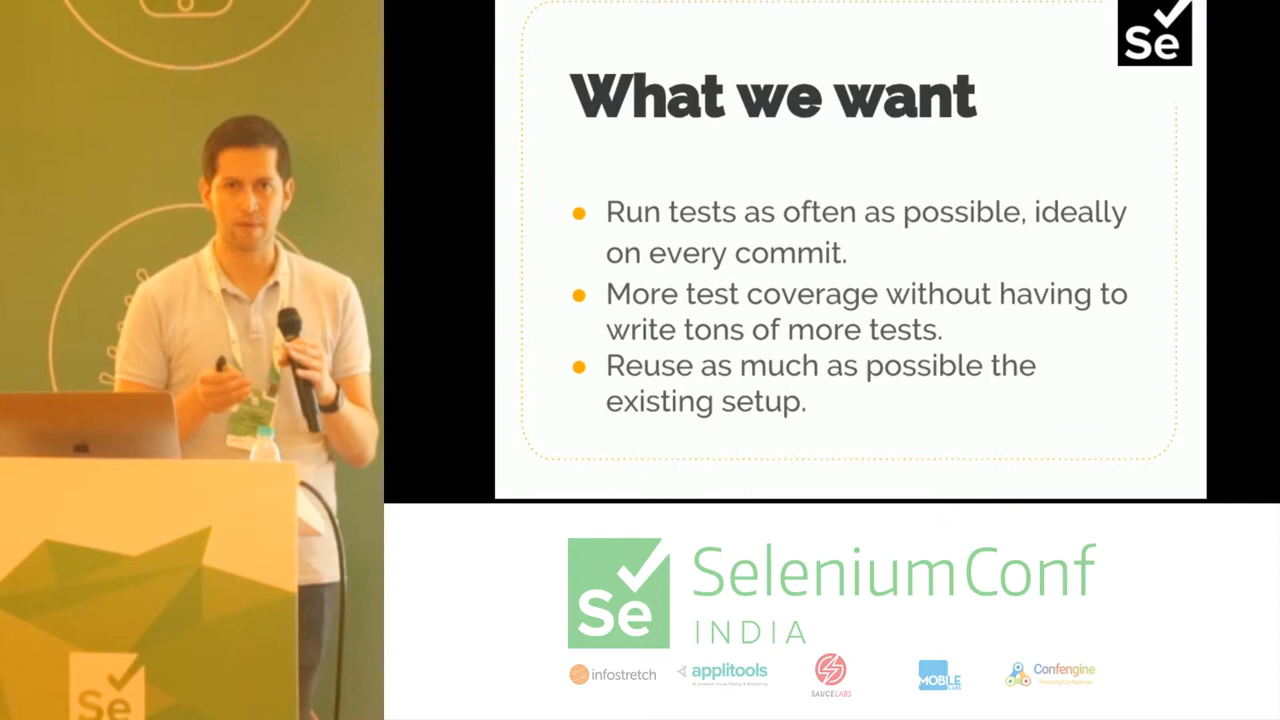 Se
What we want
Run tests as often as possible, ideally
on every commit.
More test coverage without having to
write tons of more tests.
Reuse as much as possible the
existing setup.
Se
SeleniumConf
INDIA
infostretch
applitools
SAUCELABS
MOBILE
LABS
Confengine
Se